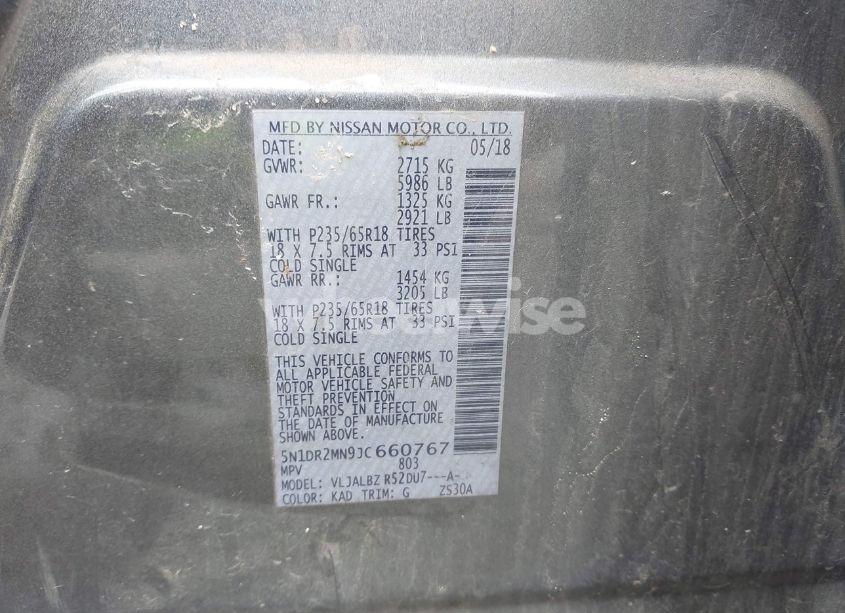 MFD BY NISSAN MOTOR CO., LTD.
DATE: 05/18
GVWR: 2715 KG
5986 LB
GAWR FR.: 1325 KG
2921 LB
WITH P235/65R18 TIRES
18 X 7.5 RIMS AT 33 PSI
COLD SINGLE
GAWR RR.: 1454 KG
3205 LB
WITH P235/65R18 TIRES
18 X 7.5 RIMS AT 33 PSI
COLD SINGLE
THIS VEHICLE CONFORMS TO
ALL APPLICABLE FEDERAL
MOTOR VEHICLE SAFETY AND
THEFT PREVENTION
STANDARDS IN EFFECT ON
THE DATE OF MANUFACTURE
SHOWN ABOVE.
5N1DR2MN9JC660767
MPV 803
MODEL: VLJALBZ R52DU7---A-
COLOR: KAD TRIM: G ZS30A